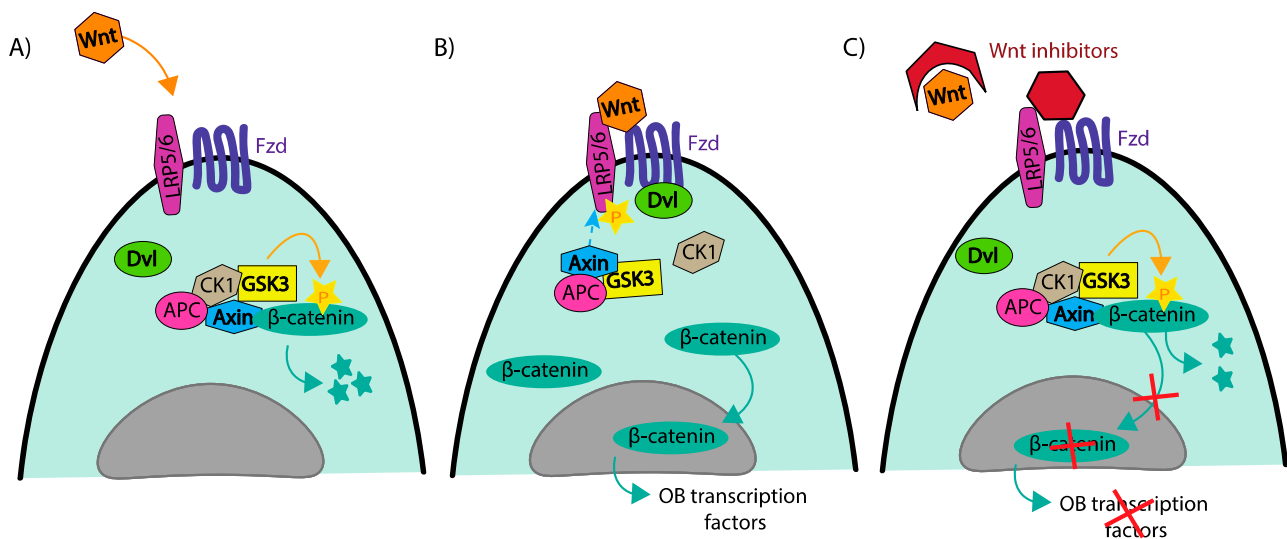 A)
Wnt
LRP5/6
Fzd
Dvl
CK1
GSK3
P
APC
Axin
β-catenin
B)
Wnt
LRP5/6
Fzd
Dvl
P
CK1
Axin
GSK3
APC
β-catenin
β-catenin
β-catenin
OB transcription
factors
C)
Wnt inhibitors
Wnt
LRP5/6
Fzd
Dvl
CK1
GSK3
P
APC
Axin
β-catenin
β-catenin
OB transcription
factors